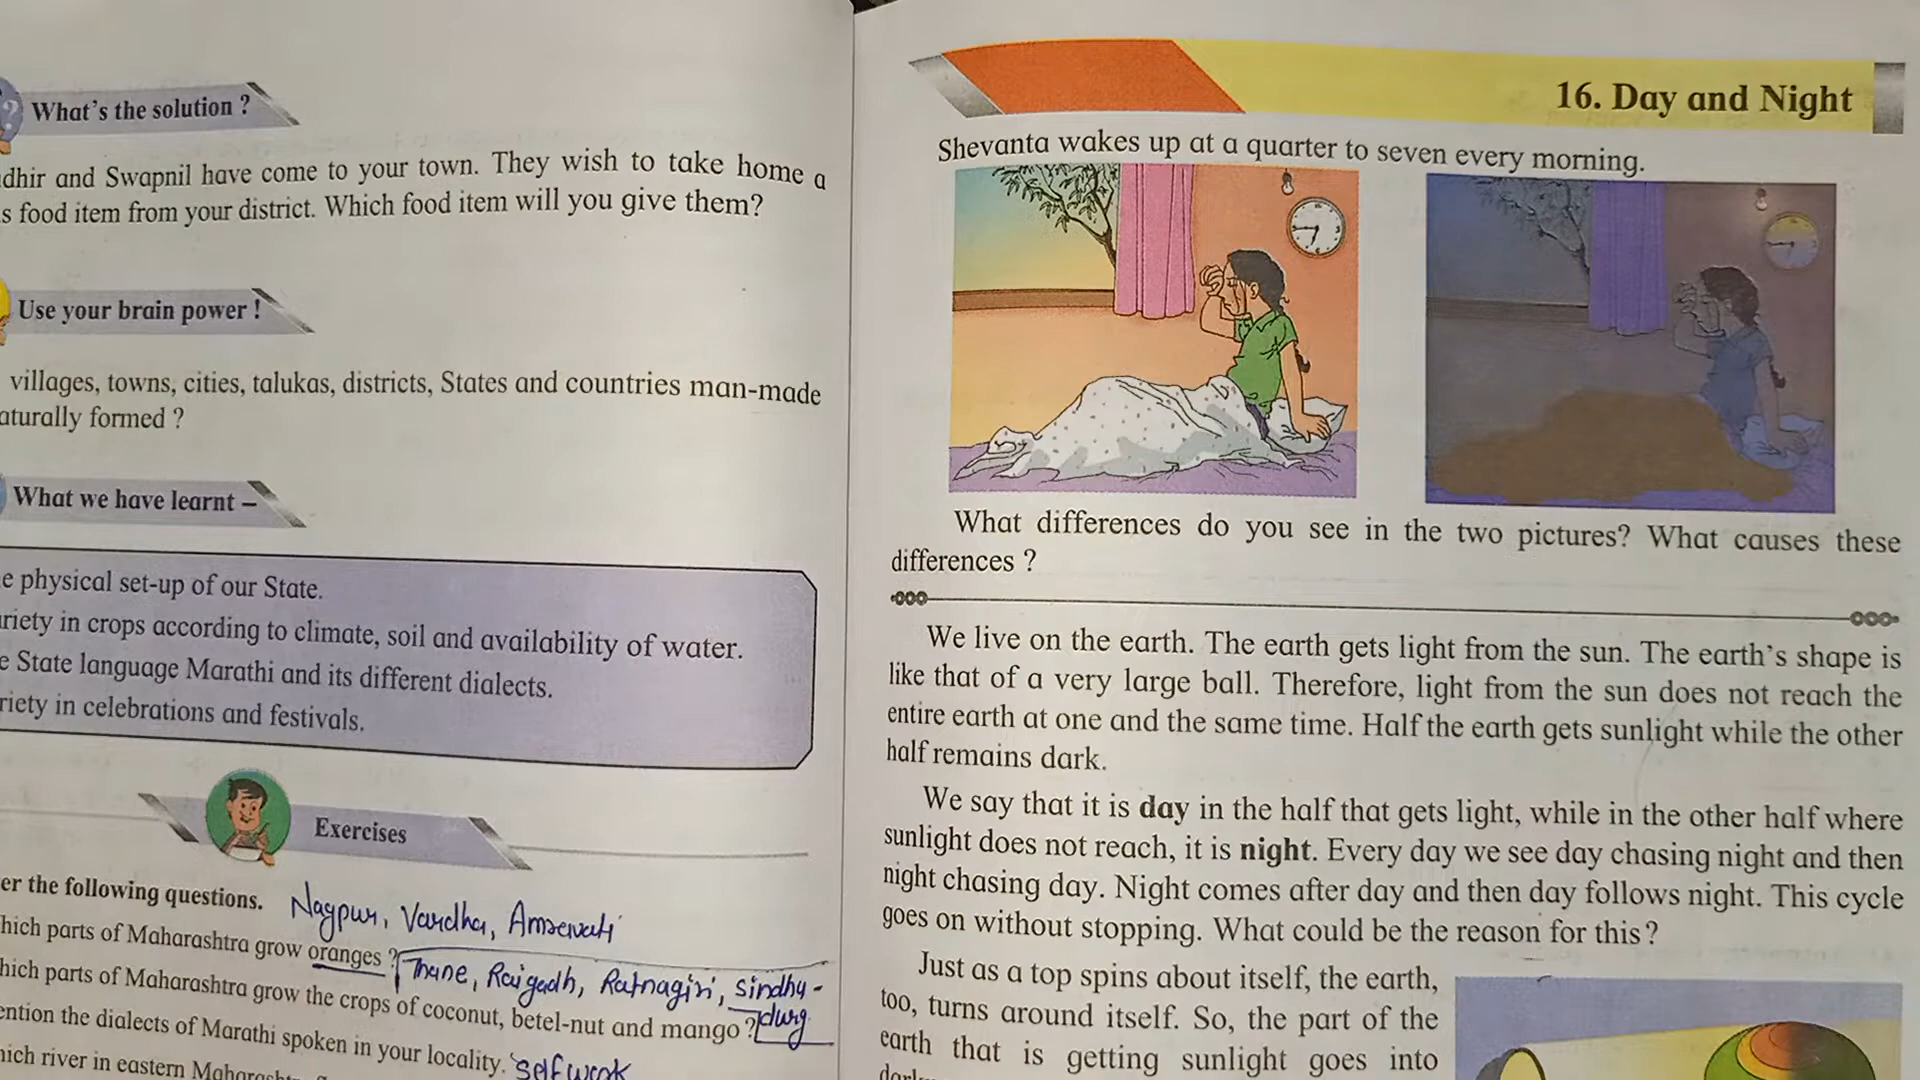 What's the solution ?
dhir and Swapnil have come to your town. They wish to take home a
s food item from your district. Which food item will you give them?
Use your brain power !
villages, towns, cities, talukas, districts, States and countries man-made
aturally formed ?
What we have learnt –
e physical set-up of our State.
riety in crops according to climate, soil and availability of water.
e State language Marathi and its different dialects.
riety in celebrations and festivals.
Exercises
er the following questions.
Nagpur, Vardha, Amravati
hich parts of Maharashtra grow oranges ?
Thane, Raigadh, Ratnagiri, Sindhu-
durg
hich parts of Maharashtra grow the crops of coconut, betel-nut and mango ?
ention the dialects of Marathi spoken in your locality. Self work
hich river in eastern
16. Day and Night
Shevanta wakes up at a quarter to seven every morning.
What differences do you see in the two pictures? What causes these
differences ?
We live on the earth. The earth gets light from the sun. The earth's shape is
like that of a very large ball. Therefore, light from the sun does not reach the
entire earth at one and the same time. Half the earth gets sunlight while the other
half remains dark.
We say that it is day in the half that gets light, while in the other half where
sunlight does not reach, it is night. Every day we see day chasing night and then
night chasing day. Night comes after day and then day follows night. This cycle
goes on without stopping. What could be the reason for this?
Just as a top spins about itself, the earth,
too, turns around itself. So, the part of the
earth that is getting sunlight goes into